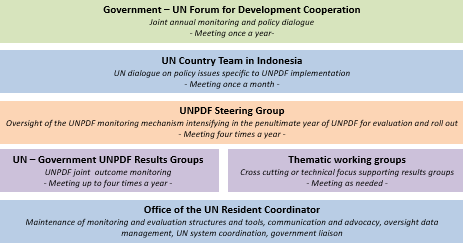 Government – UN Forum for Development Cooperation
Joint annual monitoring and policy dialogue
- Meeting once a year-
UN Country Team in Indonesia
UN dialogue on policy issues specific to UNPDF implementation
- Meeting once a month -
UNPDF Steering Group
Oversight of the UNPDF monitoring mechanism intensifying in the penultimate year of UNPDF for evaluation and roll out
- Meeting four times a year -
UN – Government UNPDF Results Groups
UNPDF joint outcome monitoring
- Meeting up to four times a year -
Thematic working groups
Cross cutting or technical focus supporting results groups
- Meeting as needed -
Office of the UN Resident Coordinator
Maintenance of monitoring and evaluation structures and tools, communication and advocacy, oversight data
management, UN system coordination, government liaison